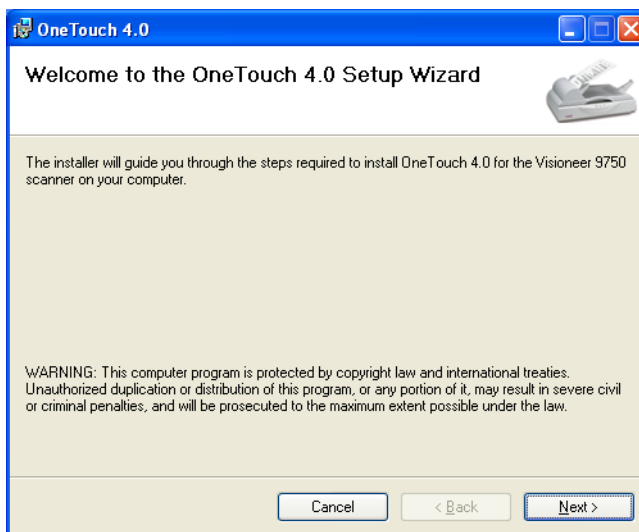 OneTouch 4.0
Welcome to the OneTouch 4.0 Setup Wizard
The installer will guide you through the steps required to install OneTouch 4.0 for the Visioneer 9750
scanner on your computer.
WARNING: This computer program is protected by copyright law and international treaties.
Unauthorized duplication or distribution of this program, or any portion of it, may result in severe civil
or criminal penalties, and will be prosecuted to the maximum extent possible under the law.
Cancel
< Back
Next >